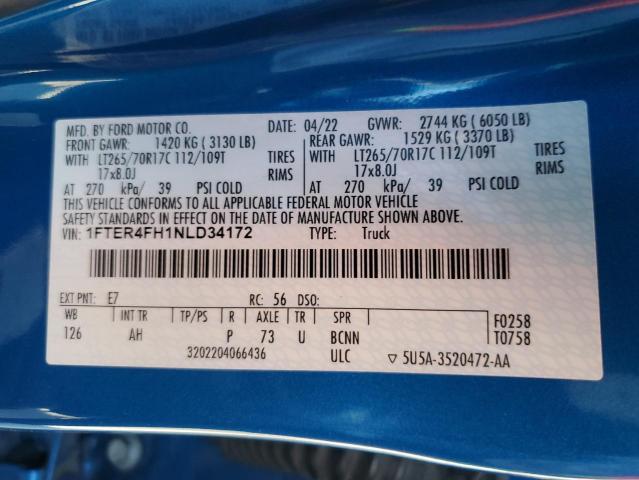 MFD. BY FORD MOTOR CO. 04/22 GVWR: 2744 KG ( 6050 LB)
FRONT GAWR: 1420 KG ( 3130 LB) REAR GAWR: 1529 KG ( 3370 LB)
WITH LT265/70R17C 112/109T TIRES WITH LT265/70R17C 112/109T TIRES
17x8.0J RIMS 17x8.0J RIMS
AT 270 kPa/ 39 PSI COLD AT 270 kPa/ 39 PSI COLD
THIS VEHICLE CONFORMS TO ALL APPLICABLE FEDERAL MOTOR VEHICLE
SAFETY STANDARDS IN EFFECT ON THE DATE OF MANUFACTURE SHOWN ABOVE.
VIN: 1FTER4FH1NLD34172 TYPE: Truck
EXT PNT: E7 RC: 56 DSO:
WB INT TR TP/PS R AXLE TR SPR F0258
126 AH P 73 U BCNN T0758
3202204066436 ULC ▽ 5U5A-3520472-AA